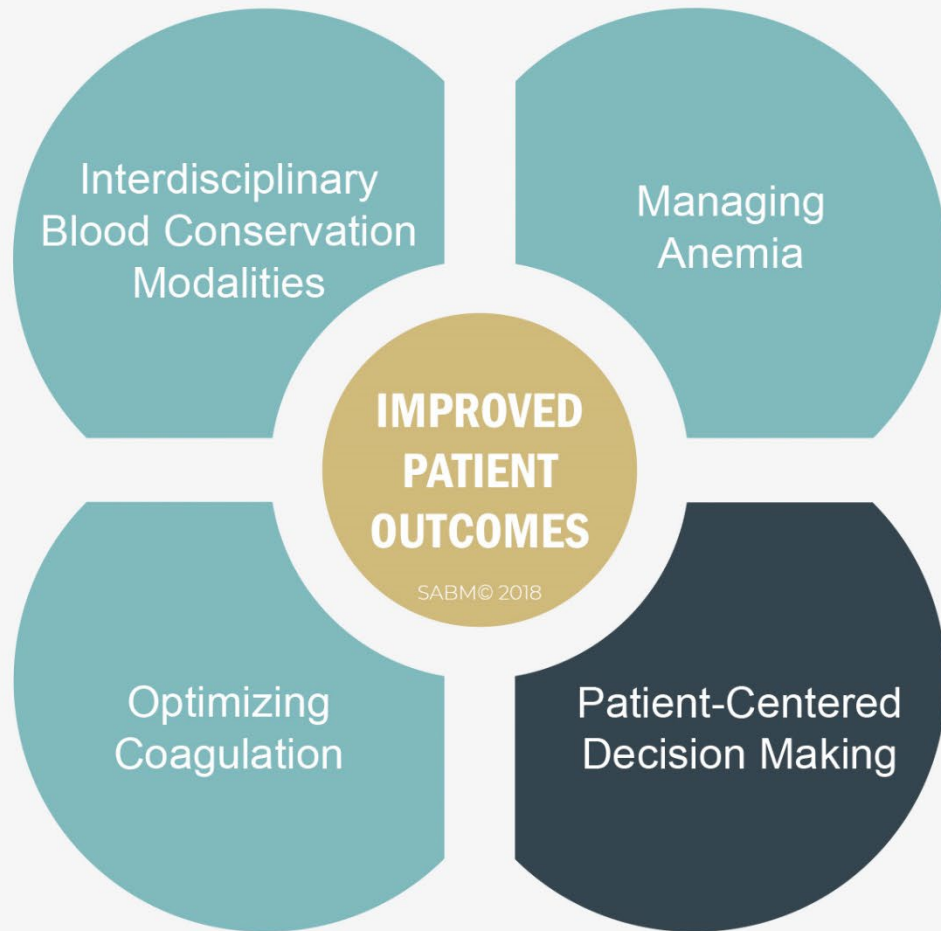 Interdisciplinary
Blood Conservation
Modalities
Managing
Anemia
IMPROVED
PATIENT
OUTCOMES
SABM© 2018
Optimizing
Coagulation
Patient-Centered
Decision Making